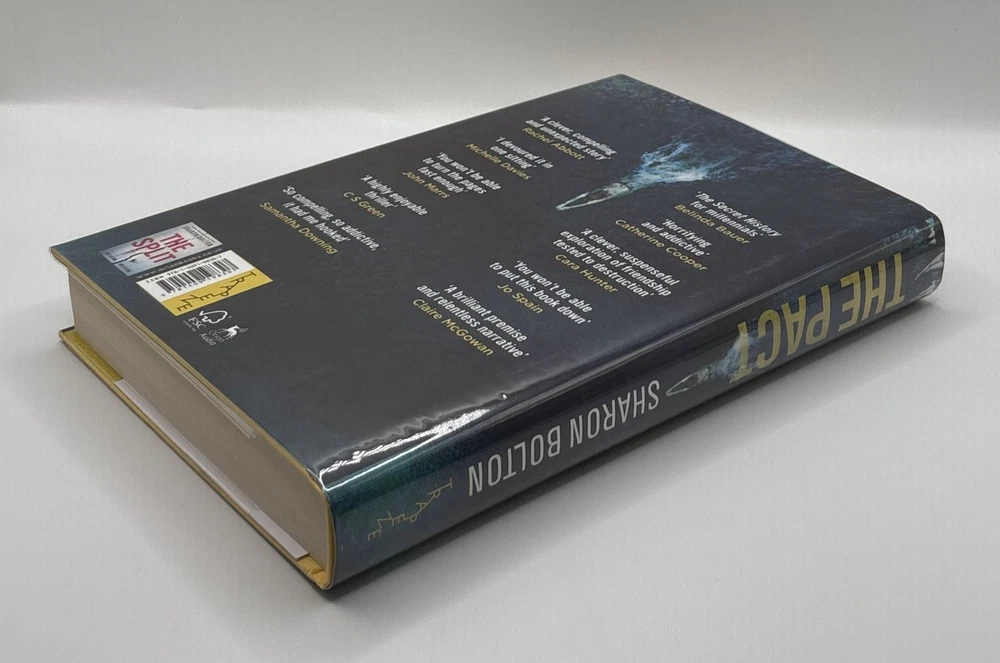 'A clever, compelling
and unexpected story'
Rachel Abbott
'I devoured it in
one sitting'
Michelle Davies
'You won't be able
to turn the pages
fast enough'
John Marrs
'A highly enjoyable
thriller'
C S Green
'So compelling, so addictive,
it had me hooked'
Samantha Downing
'The Secret History
for millennials'
Belinda Bauer
'Horrifying
and addictive'
Catherine Cooper
'A clever, suspenseful
exploration of friendship
tested to destruction'
Cara Hunter
'You won't be able
to put this book down'
Jo Spain
'A brilliant premise
and relentless narrative'
Claire McGowan
THE
SPLIT
TRAPEZE
FSC
THE PACT
SHARON BOLTON
TRAPEZE